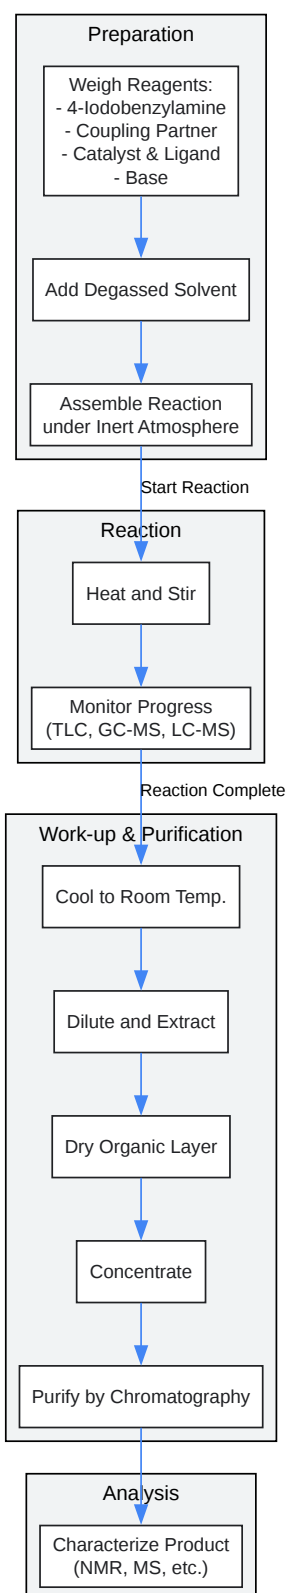 Preparation
Weigh Reagents:
- 4-Iodobenzylamine
- Coupling Partner
- Catalyst & Ligand
- Base
Add Degassed Solvent
Assemble Reaction
under Inert Atmosphere
Start Reaction
Reaction
Heat and Stir
Monitor Progress
(TLC, GC-MS, LC-MS)
Reaction Complete
Work-up & Purification
Cool to Room Temp.
Dilute and Extract
Dry Organic Layer
Concentrate
Purify by Chromatography
Analysis
Characterize Product
(NMR, MS, etc.)